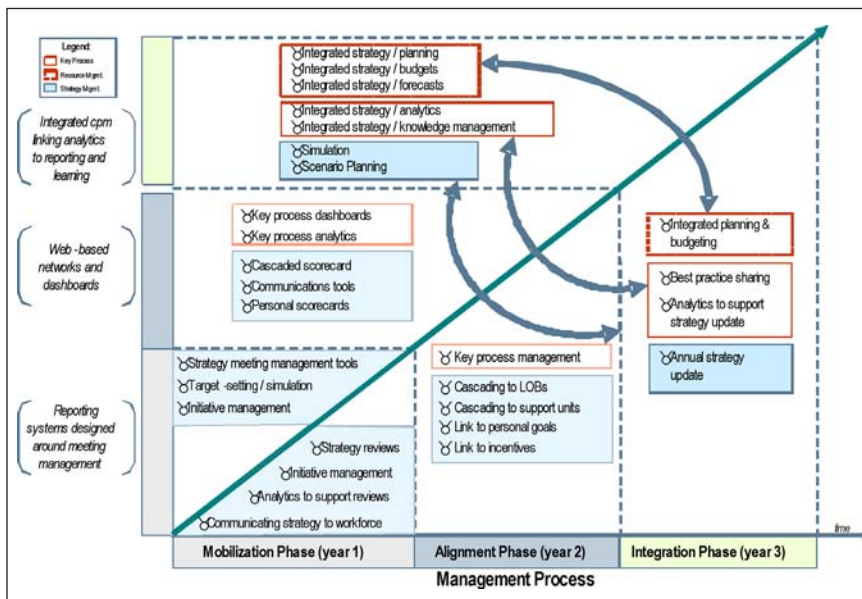 Legend:
Key Process
Resource Mgmt.
Strategy Mgmt.
Integrated cpm
linking analytics
to reporting and
learning
Integrated strategy / planning
Integrated strategy / budgets
Integrated strategy / forecasts
Integrated strategy / analytics
Integrated strategy / knowledge management
Simulation
Scenario Planning
Web -based
networks and
dashboards
Key process dashboards
Key process analytics
Cascaded scorecard
Communications tools
Personal scorecards
Integrated planning &
budgeting
Best practice sharing
Analytics to support
strategy update
Annual strategy
update
Reporting
systems designed
around meeting
management
Strategy meeting management tools
Target -setting / simulation
Initiative management
Strategy reviews
Initiative management
Analytics to support reviews
Communicating strategy to workforce
Key process management
Cascading to LOBs
Cascading to support units
Link to personal goals
Link to incentives
time
Mobilization Phase (year 1)
Alignment Phase (year 2)
Integration Phase (year 3)
Management Process